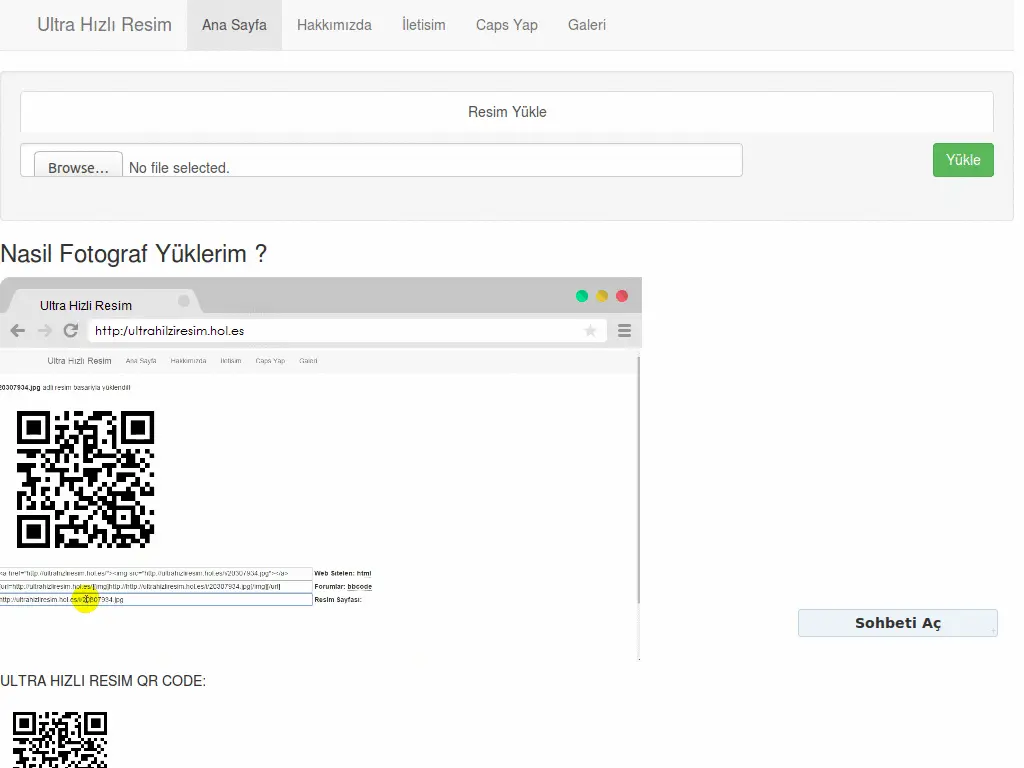 Ultra Hızlı Resim Ana Sayfa Hakkımızda İletisim Caps Yap Galeri
Resim Yükle
Browse... No file selected. Yükle
Nasil Fotograf Yüklerim ?
Ultra Hizli Resim
http:/ultrahilziresim.hol.es
Ultra Hizli Resim Ana Sayfa Hakkımızda İletisim Caps Yap Galeri
20307934.jpg adli resim basariyla yüklendi!
<a href="http://ultrahizliresim.hol.es/"><img src="http://ultrahizliresim.hol.es/i/20307934.jpg"></a> Web Siteleri: html
[url=http://ultrahizliresim.hol.es/][img]http://ultrahizliresim.hol.es/i/20307934.jpg[/img][/url] Forumlar: bbcode
http://ultrahizliresim.hol.es/i/20307934.jpg Resim Sayfası:
Sohbeti Aç
ULTRA HIZLI RESIM QR CODE: